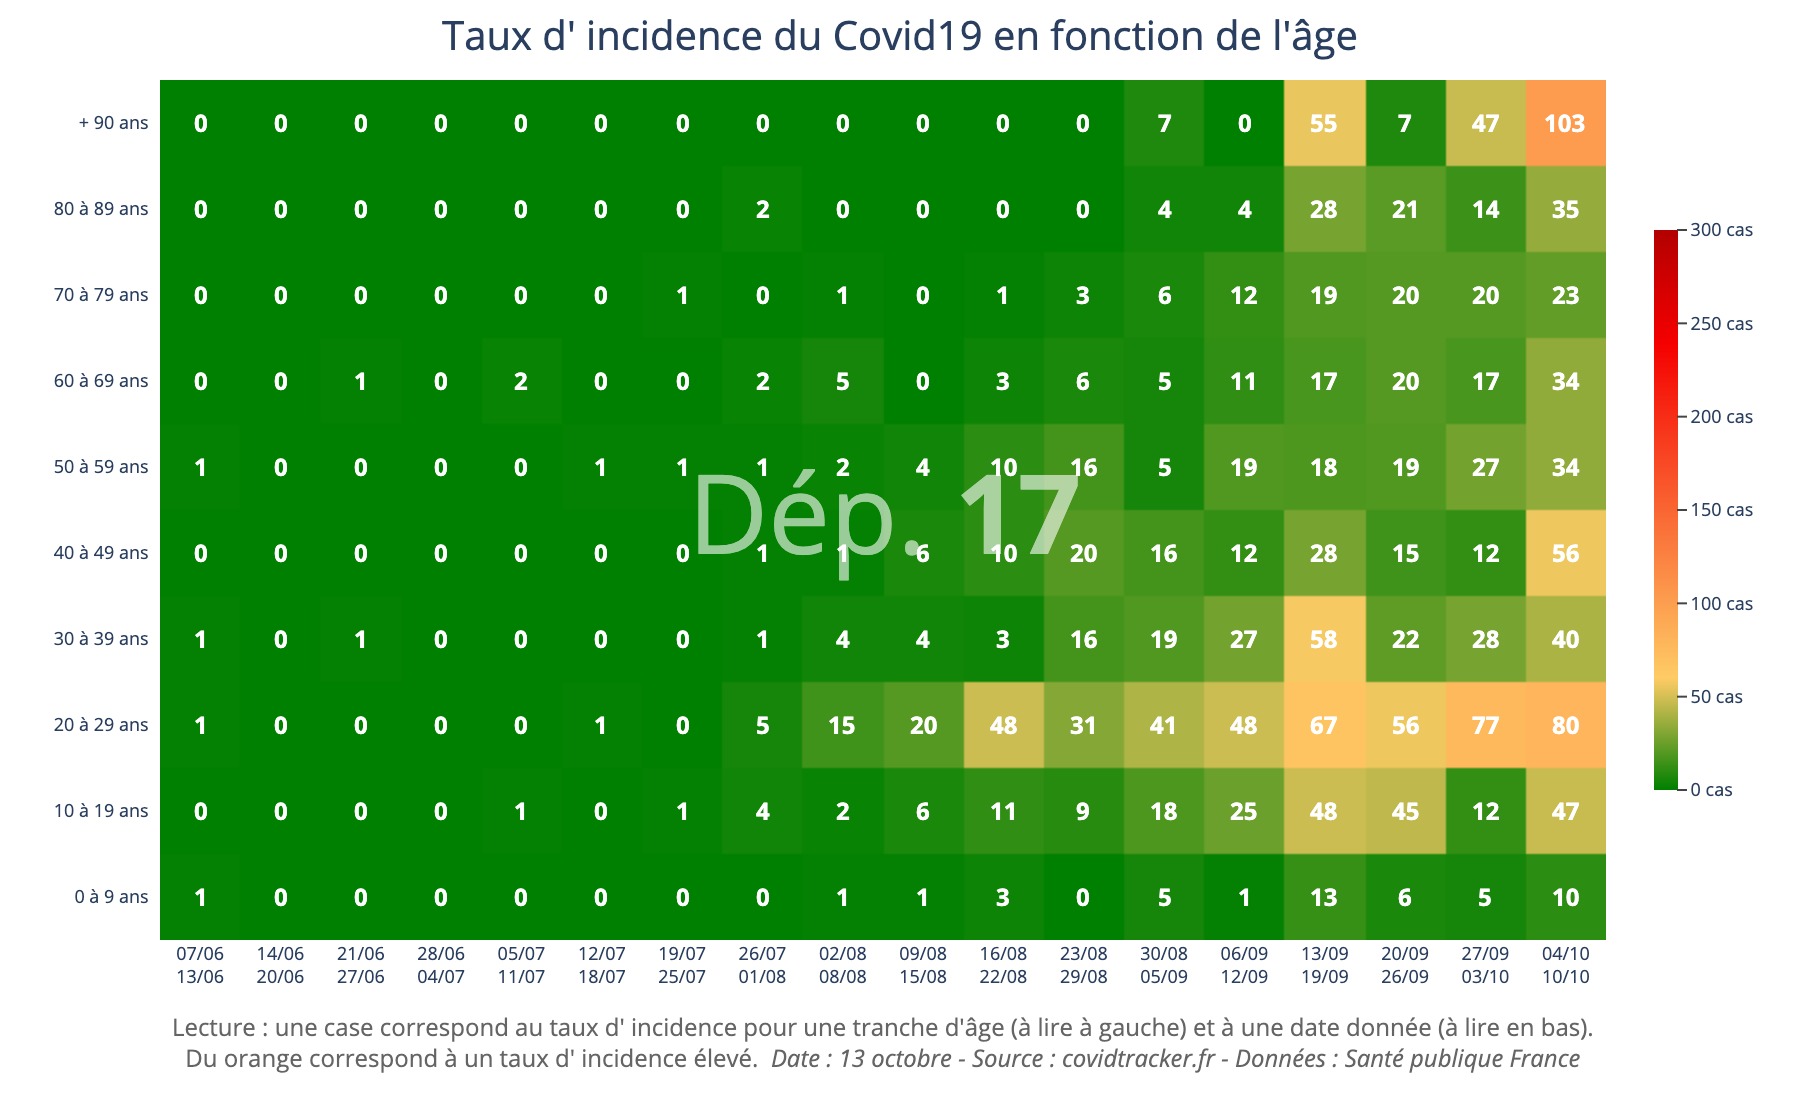 Taux d' incidence du Covid19 en fonction de l'âge
+ 90 ans 0 0 0 0 0 0 0 0 0 0 0 0 7 0 55 7 47 103
80 à 89 ans 0 0 0 0 0 0 0 2 0 0 0 0 4 4 28 21 14 35
70 à 79 ans 0 0 0 0 0 0 1 0 1 0 1 3 6 12 19 20 20 23
60 à 69 ans 0 0 1 0 2 0 0 2 5 0 3 6 5 11 17 20 17 34
50 à 59 ans 1 0 0 0 0 1 1 1 2 4 10 16 5 19 18 19 27 34
Dép. 17
40 à 49 ans 0 0 0 0 0 0 0 1 1 6 10 20 16 12 28 15 12 56
30 à 39 ans 1 0 1 0 0 0 0 1 4 4 3 16 19 27 58 22 28 40
20 à 29 ans 1 0 0 0 0 1 0 5 15 20 48 31 41 48 67 56 77 80
10 à 19 ans 0 0 0 0 1 0 1 4 2 6 11 9 18 25 48 45 12 47
0 à 9 ans 1 0 0 0 0 0 0 0 1 1 3 0 5 1 13 6 5 10
07/06 14/06 21/06 28/06 05/07 12/07 19/07 26/07 02/08 09/08 16/08 23/08 30/08 06/09 13/09 20/09 27/09 04/10
13/06 20/06 27/06 04/07 11/07 18/07 25/07 01/08 08/08 15/08 22/08 29/08 05/09 12/09 19/09 26/09 03/10 10/10
300 cas
250 cas
200 cas
150 cas
100 cas
50 cas
0 cas
Lecture : une case correspond au taux d' incidence pour une tranche d'âge (à lire à gauche) et à une date donnée (à lire en bas).
Du orange correspond à un taux d' incidence élevé. Date : 13 octobre - Source : covidtracker.fr - Données : Santé publique France